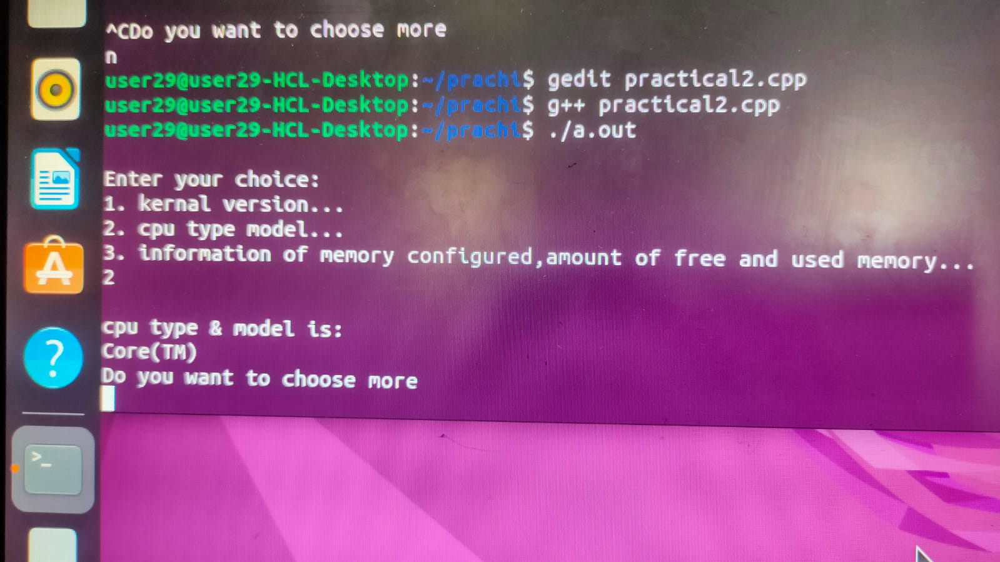 ^CDo you want to choose more
n
user29@user29-HCL-Desktop:~/prachi$ gedit practical2.cpp
user29@user29-HCL-Desktop:~/prachi$ g++ practical2.cpp
user29@user29-HCL-Desktop:~/prachi$ ./a.out
Enter your choice:
1. kernal version...
2. cpu type model...
3. information of memory configured,amount of free and used memory...
2
cpu type & model is:
Core(TM)
Do you want to choose more